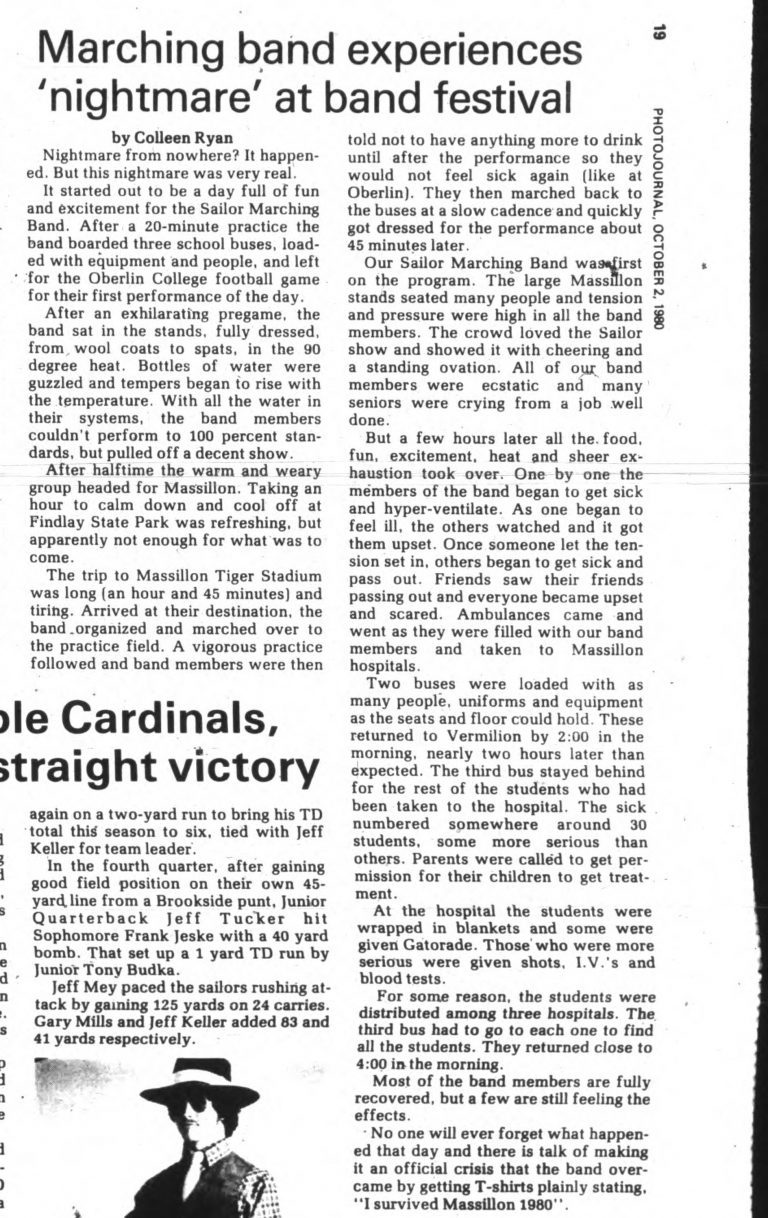 Marching band experiences
'nightmare' at band festival
by Colleen Ryan
Nightmare from nowhere? It happen-
ed. But this nightmare was very real.
It started out to be a day full of fun
and excitement for the Sailor Marching
Band. After a 20-minute practice the
band boarded three school buses, load-
ed with equipment and people, and left
for the Oberlin College football game
for their first performance of the day.
After an exhilarating pregame, the
band sat in the stands, fully dressed,
from wool coats to spats, in the 90
degree heat. Bottles of water were
guzzled and tempers began to rise with
the temperature. With all the water in
their systems, the band members
couldn't perform to 100 percent stan-
dards, but pulled off a decent show.
After halftime the warm and weary
group headed for Massillon. Taking an
hour to calm down and cool off at
Findlay State Park was refreshing, but
apparently not enough for what was to
come.
The trip to Massillon Tiger Stadium
was long (an hour and 45 minutes) and
tiring. Arrived at their destination, the
band organized and marched over to
the practice field. A vigorous practice
followed and band members were then
told not to have anything more to drink
until after the performance so they
would not feel sick again (like at
Oberlin). They then marched back to
the buses at a slow cadence and quickly
got dressed for the performance about
45 minutes later.
Our Sailor Marching Band was first
on the program. The large Massillon
stands seated many people and tension
and pressure were high in all the band
members. The crowd loved the Sailor
show and showed it with cheering and
a standing ovation. All of our band
members were ecstatic and many
seniors were crying from a job well
done.
But a few hours later all the food,
fun, excitement, heat and sheer ex-
haustion took over. One by one the
members of the band began to get sick
and hyper-ventilate. As one began to
feel ill, the others watched and it got
them upset. Once someone let the ten-
sion set in, others began to get sick and
pass out. Friends saw their friends
passing out and everyone became upset
and scared. Ambulances came and
went as they were filled with our band
members and taken to Massillon
hospitals.
Two buses were loaded with as
many people, uniforms and equipment
as the seats and floor could hold. These
returned to Vermilion by 2:00 in the
morning, nearly two hours later than
expected. The third bus stayed behind
for the rest of the students who had
been taken to the hospital. The sick
numbered somewhere around 30
students, some more serious than
others. Parents were called to get per-
mission for their children to get treat-
ment.
At the hospital the students were
wrapped in blankets and some were
given Gatorade. Those who were more
serious were given shots, I.V.'s and
blood tests.
For some reason, the students were
distributed among three hospitals. The
third bus had to go to each one to find
all the students. They returned close to
4:00 in the morning.
Most of the band members are fully
recovered, but a few are still feeling the
effects.
No one will ever forget what happen-
ed that day and there is talk of making
it an official crisis that the band over-
came by getting T-shirts plainly stating,
"I survived Massillon 1980".
19 PHOTOJOURNAL, OCTOBER 2, 1980
Cardinals,
straight victory
again on a two-yard run to bring his TD
total this season to six, tied with Jeff
Keller for team leader.
In the fourth quarter, after gaining
good field position on their own 45-
yard line from a Brookside punt, Junior
Quarterback Jeff Tucker hit
Sophomore Frank Jeske with a 40 yard
bomb. That set up a 1 yard TD run by
Junior Tony Budka.
Jeff Mey paced the sailors rushing at-
tack by gaining 125 yards on 24 carries.
Gary Mills and Jeff Keller added 83 and
41 yards respectively.